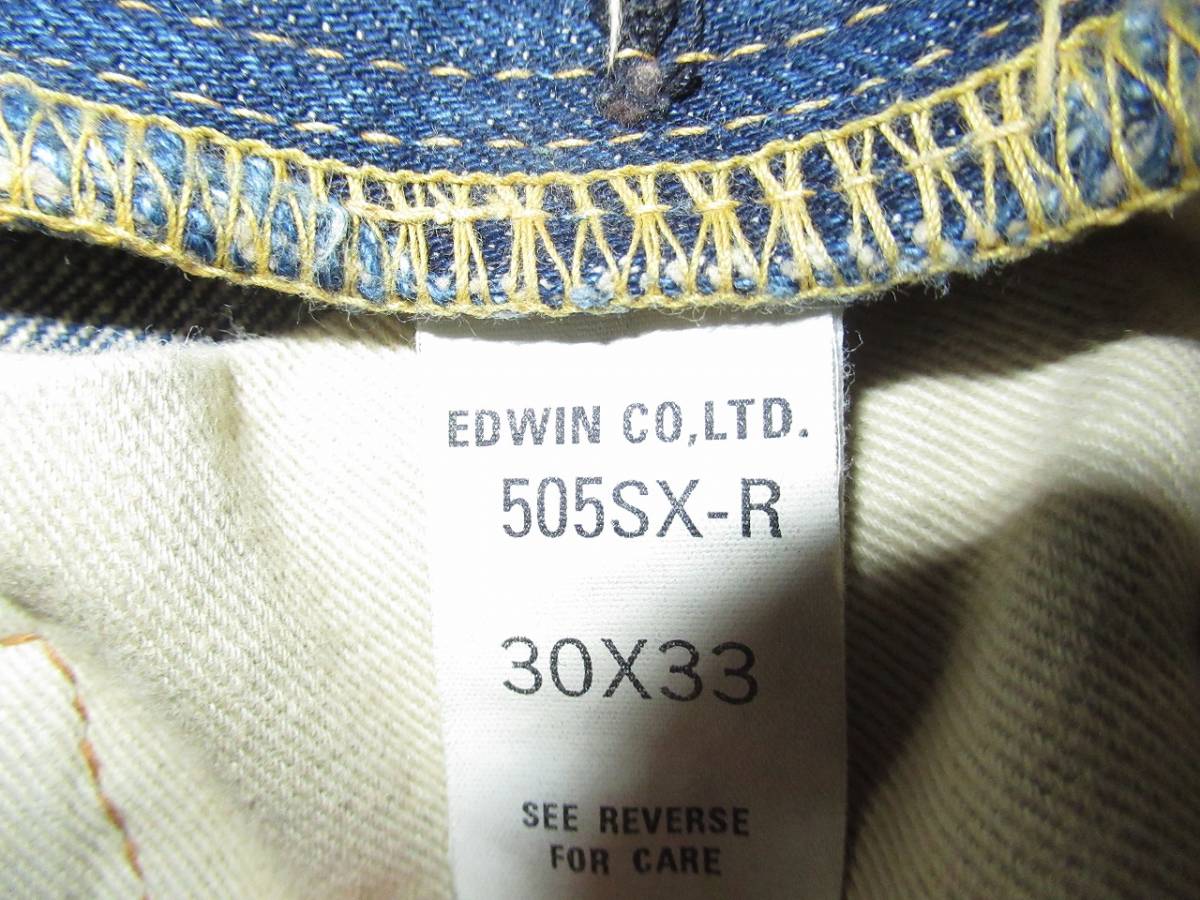 EDWIN CO,LTD.
505SX-R
30X33
SEE REVERSE
FOR CARE